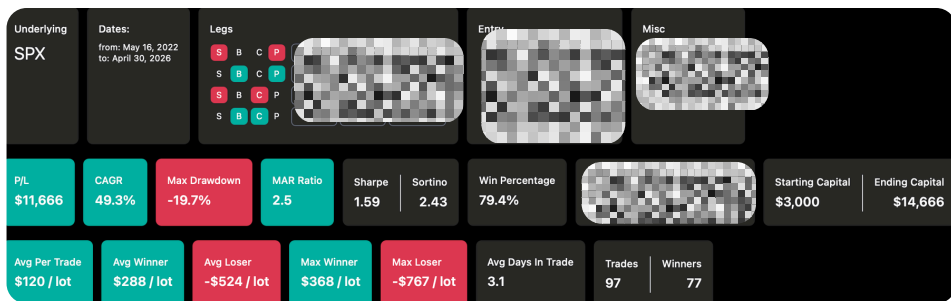 Underlying
SPX
Dates:
from: May 16, 2022
to: April 30, 2026
Legs
S B C P
S B C P
S B C P
S B C P
Entry
Misc
P/L
$11,666
CAGR
49.3%
Max Drawdown
-19.7%
MAR Ratio
2.5
Sharpe
1.59
Sortino
2.43
Win Percentage
79.4%
Starting Capital
$3,000
Ending Capital
$14,666
Avg Per Trade
$120 / lot
Avg Winner
$288 / lot
Avg Loser
-$524 / lot
Max Winner
$368 / lot
Max Loser
-$767 / lot
Avg Days In Trade
3.1
Trades
97
Winners
77